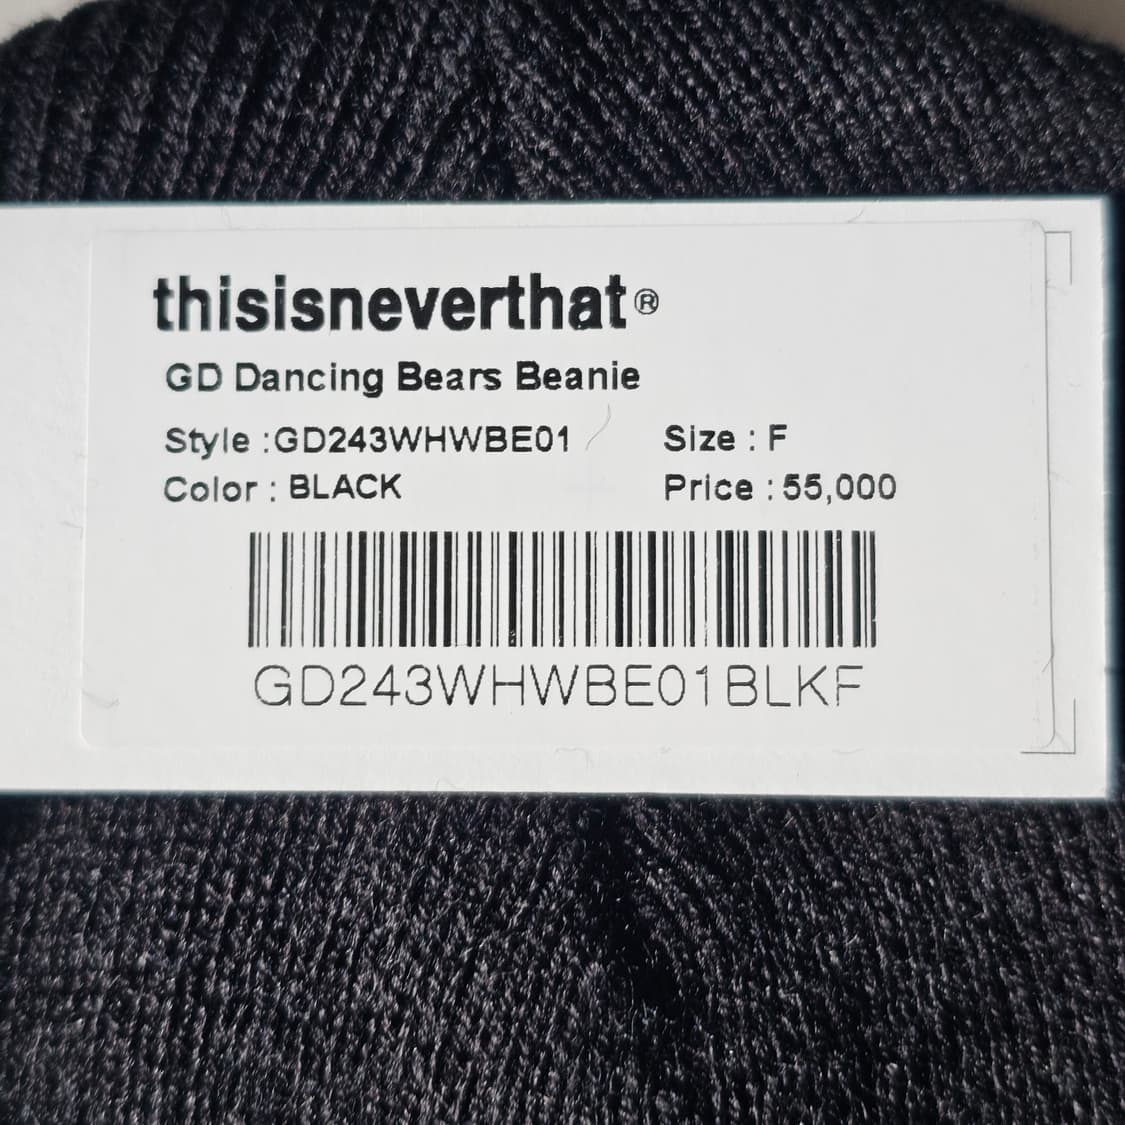 thisisneverthat®
GD Dancing Bears Beanie
Style :GD243WHWBE01 Size : F
Color : BLACK Price : 55,000
GD243WHWBE01BLKF